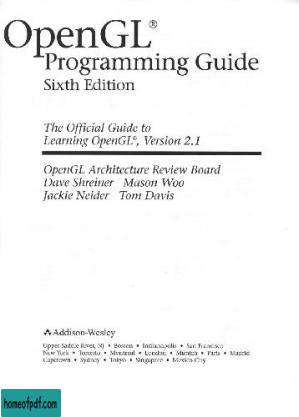 OpenGL®
Programming Guide
Sixth Edition
The Official Guide to
Learning OpenGL®, Version 2.1
OpenGL Architecture Review Board
Dave Shreiner Mason Woo
Jackie Neider Tom Davis
Addison-Wesley
Upper Saddle River, NJ • Boston • Indianapolis • San Francisco
New York • Toronto • Montreal • London • Munich • Paris • Madrid
Capetown • Sydney • Tokyo • Singapore • Mexico City
homeofpdf.com